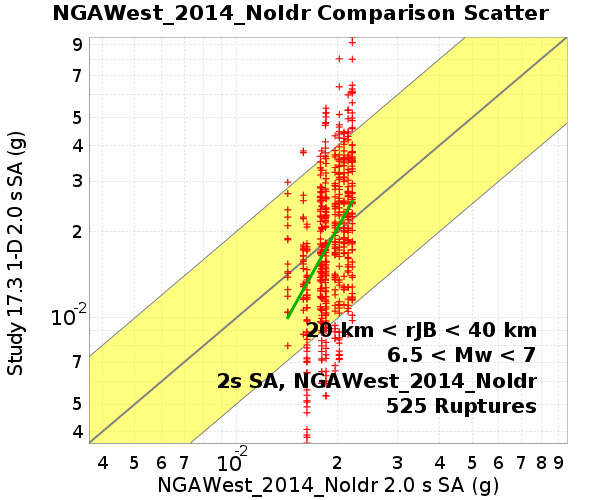 NGAWest_2014_NoIdr Comparison Scatter
Study 17.3 1-D 2.0 s SA (g)
9
7
5
4
3
2
10-2
7
6
5
4
20 km < rJB < 40 km
6.5 < Mw < 7
2s SA, NGAWest_2014_NoIdr
525 Ruptures
4 5 6 7 10-2 2 3 4 5 6 7 8 9
NGAWest_2014_NoIdr 2.0 s SA (g)